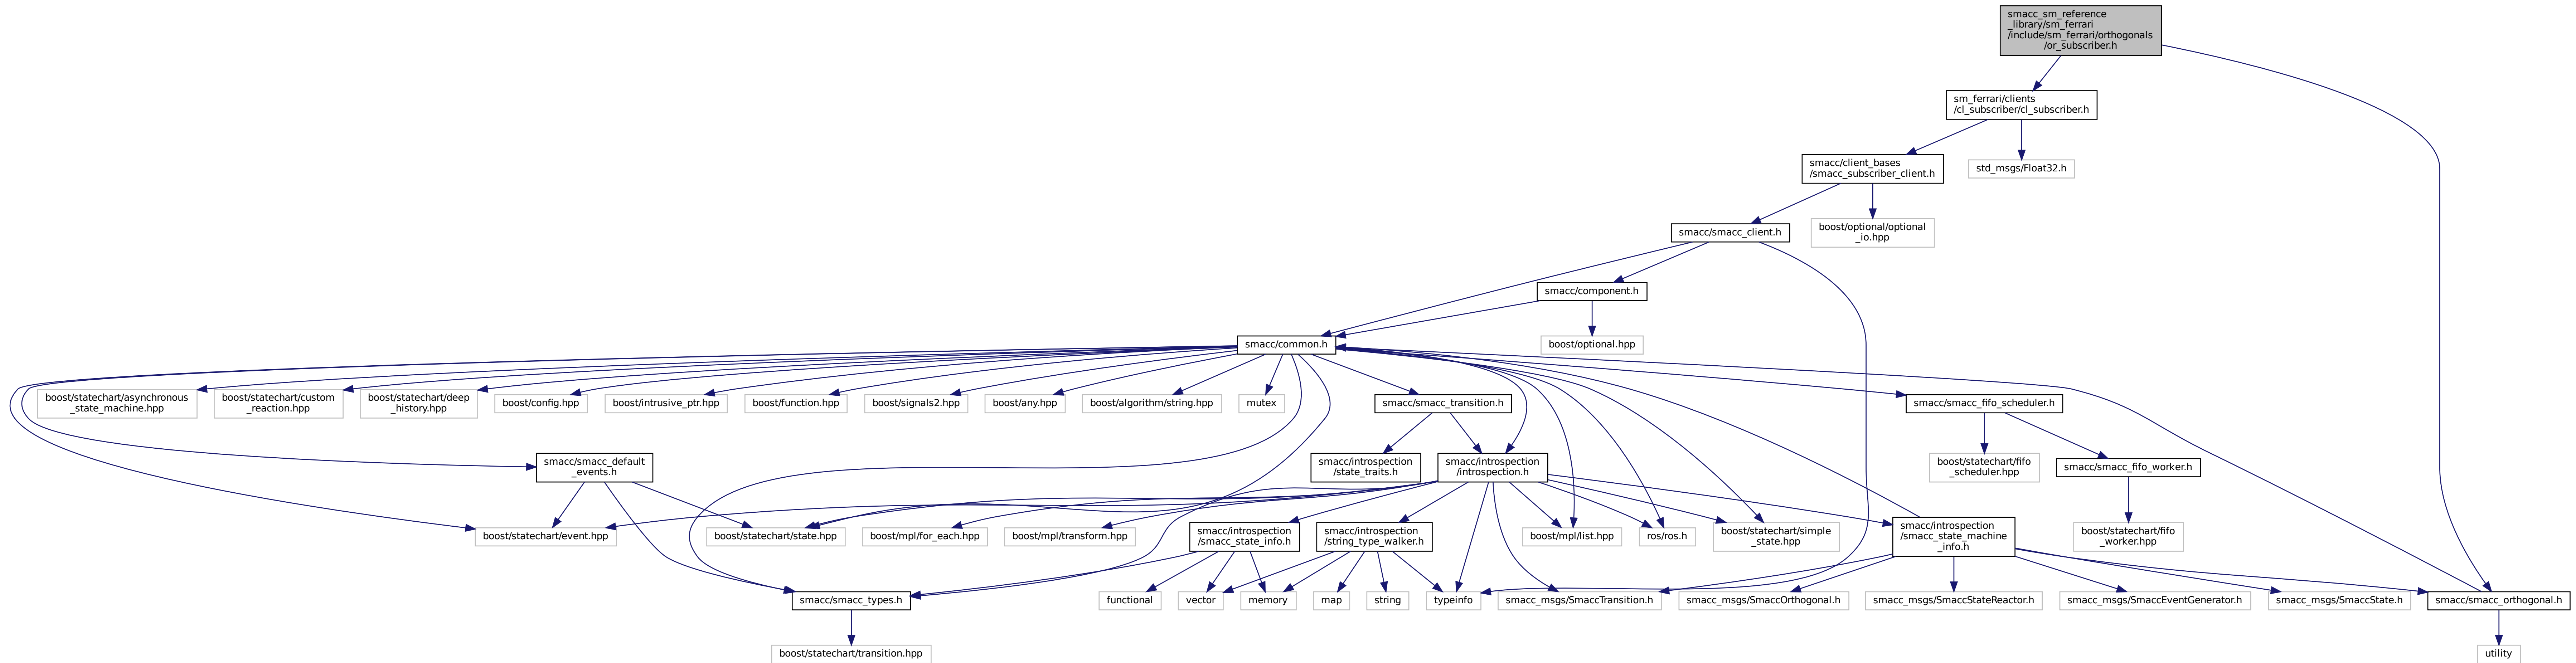 smacc_sm_reference
_library/sm_ferrari
/include/sm_ferrari/orthogonals
/or_subscriber.h
sm_ferrari/clients
/cl_subscriber/cl_subscriber.h
smacc/client_bases
/smacc_subscriber_client.h
std_msgs/Float32.h
smacc/smacc_client.h
boost/optional/optional
_io.hpp
smacc/component.h
smacc/common.h
boost/optional.hpp
boost/statechart/asynchronous
_state_machine.hpp
boost/statechart/custom
_reaction.hpp
boost/statechart/deep
_history.hpp
boost/config.hpp
boost/intrusive_ptr.hpp
boost/function.hpp
boost/signals2.hpp
boost/any.hpp
boost/algorithm/string.hpp
mutex
smacc/smacc_transition.h
smacc/smacc_fifo_scheduler.h
smacc/smacc_default
_events.h
smacc/introspection
/state_traits.h
smacc/introspection
/introspection.h
boost/statechart/fifo
_scheduler.hpp
smacc/smacc_fifo_worker.h
boost/statechart/event.hpp
boost/statechart/state.hpp
boost/mpl/for_each.hpp
boost/mpl/transform.hpp
smacc/introspection
/smacc_state_info.h
smacc/introspection
/string_type_walker.h
boost/mpl/list.hpp
ros/ros.h
boost/statechart/simple
_state.hpp
smacc/introspection
/smacc_state_machine
_info.h
boost/statechart/fifo
_worker.hpp
smacc/smacc_types.h
functional
vector
memory
map
string
typeinfo
smacc_msgs/SmaccTransition.h
smacc_msgs/SmaccOrthogonal.h
smacc_msgs/SmaccStateReactor.h
smacc_msgs/SmaccEventGenerator.h
smacc_msgs/SmaccState.h
smacc/smacc_orthogonal.h
boost/statechart/transition.hpp
utility